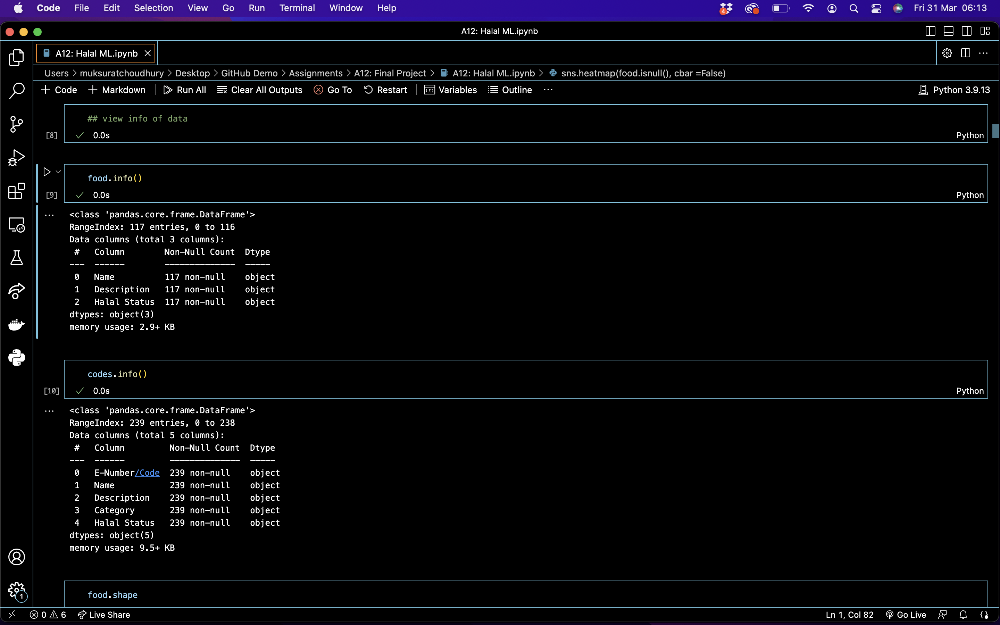 Code File Edit Selection View Go Run Terminal Window Help 4 Fri 31 Mar 06:13
A12: Halal ML.ipynb
A12: Halal ML.ipynb
Users > muksuratchoudhury > Desktop > GitHub Demo > Assignments > A12: Final Project > A12: Halal ML.ipynb > sns.heatmap(food.isnull(), cbar =False)
+ Code + Markdown | Run All Clear All Outputs Go To Restart | Variables Outline ... Python 3.9.13
## view info of data
[8] ✓ 0.0s Python
food.info()
[9] ✓ 0.0s Python
... <class 'pandas.core.frame.DataFrame'>
RangeIndex: 117 entries, 0 to 116
Data columns (total 3 columns):
# Column Non-Null Count Dtype
--- ------ -------------- -----
0 Name 117 non-null object
1 Description 117 non-null object
2 Halal Status 117 non-null object
dtypes: object(3)
memory usage: 2.9+ KB
codes.info()
[10] ✓ 0.0s Python
... <class 'pandas.core.frame.DataFrame'>
RangeIndex: 239 entries, 0 to 238
Data columns (total 5 columns):
# Column Non-Null Count Dtype
--- ------ -------------- -----
0 E-Number/Code 239 non-null object
1 Name 239 non-null object
2 Description 239 non-null object
3 Category 239 non-null object
4 Halal Status 239 non-null object
dtypes: object(5)
memory usage: 9.5+ KB
food.shape
1
0 6 Live Share Ln 1, Col 82 Go Live